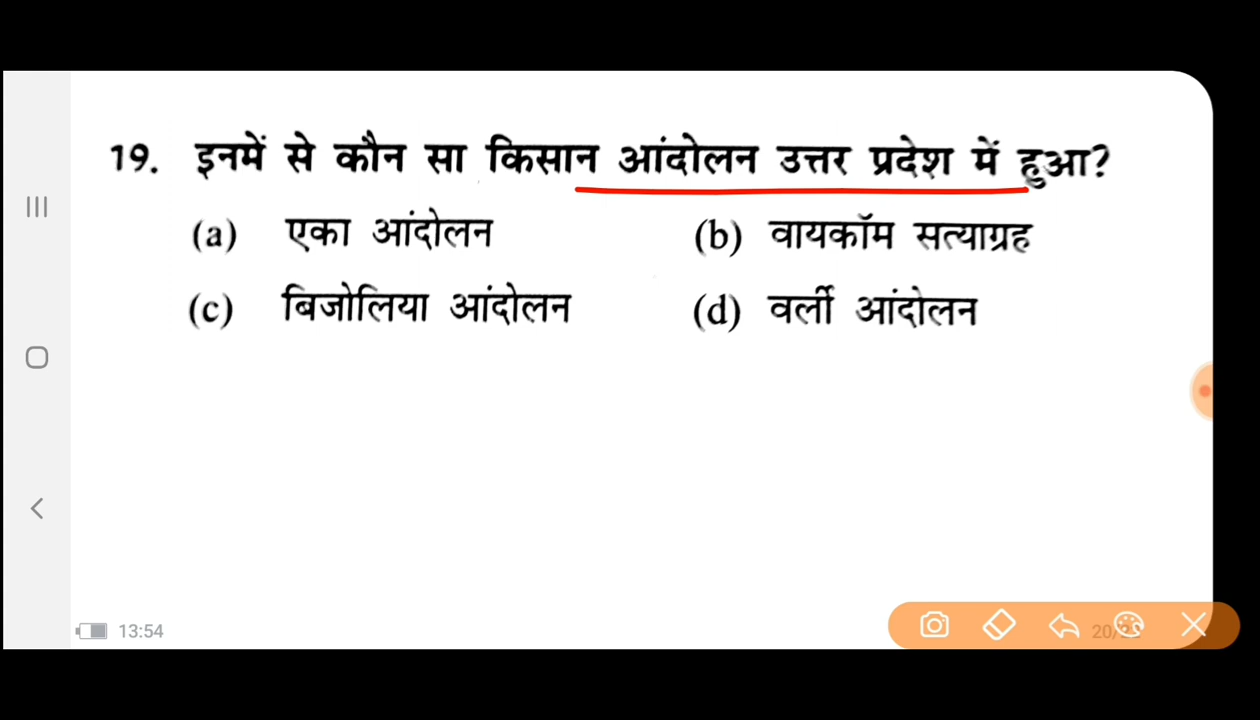 19. इनमें से कौन सा किसान आंदोलन उत्तर प्रदेश में हुआ?
(a) एका आंदोलन (b) वायकॉम सत्याग्रह
(c) बिजोलिया आंदोलन (d) वर्ली आंदोलन
13:54